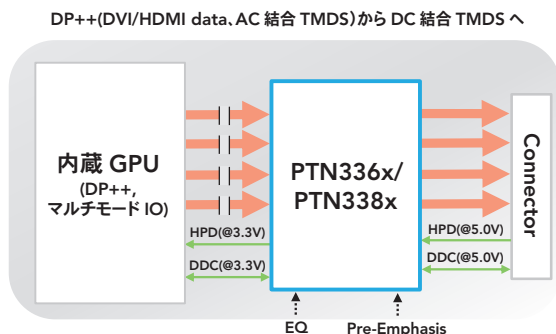 DP++(DVI/HDMI data、AC 結合 TMDS)から DC 結合 TMDS へ
内蔵 GPU
(DP++,
マルチモード IO)
PTN336x/
PTN338x
Connector
HPD(@3.3V)
DDC(@3.3V)
HPD(@5.0V)
DDC(@5.0V)
EQ
Pre-Emphasis